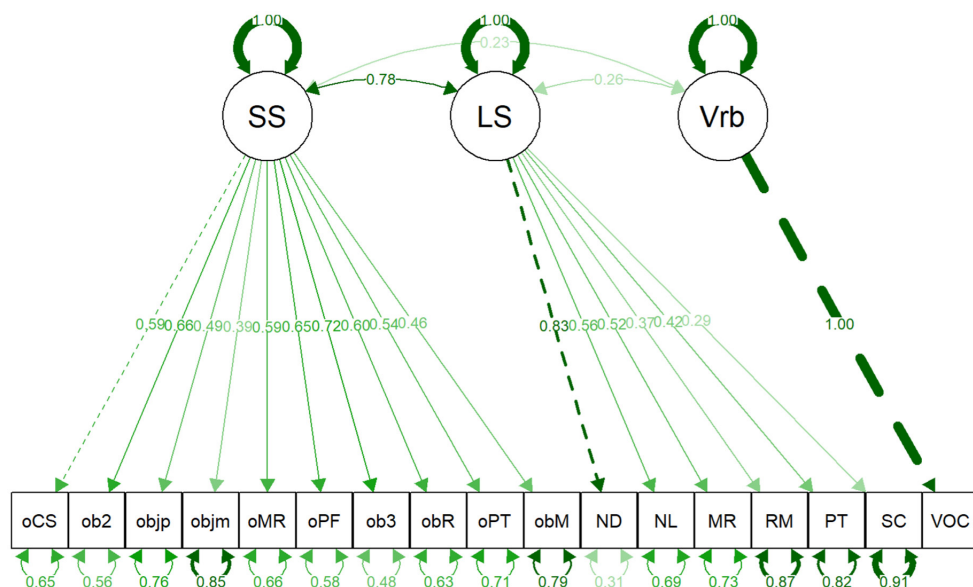 1.00 1.00 1.00
0.23
0.78 0.26
SS LS Vrb
0.59 0.66 0.49 0.39 0.59 0.65 0.72 0.60 0.54 0.46 0.83 0.56 0.52 0.37 0.42 0.29 1.00
oCS ob2 objp objm oMR oPF ob3 obR oPT obM ND NL MR RM PT SC VOC
0.65 0.56 0.76 0.85 0.66 0.58 0.48 0.63 0.71 0.79 0.31 0.69 0.73 0.87 0.82 0.91